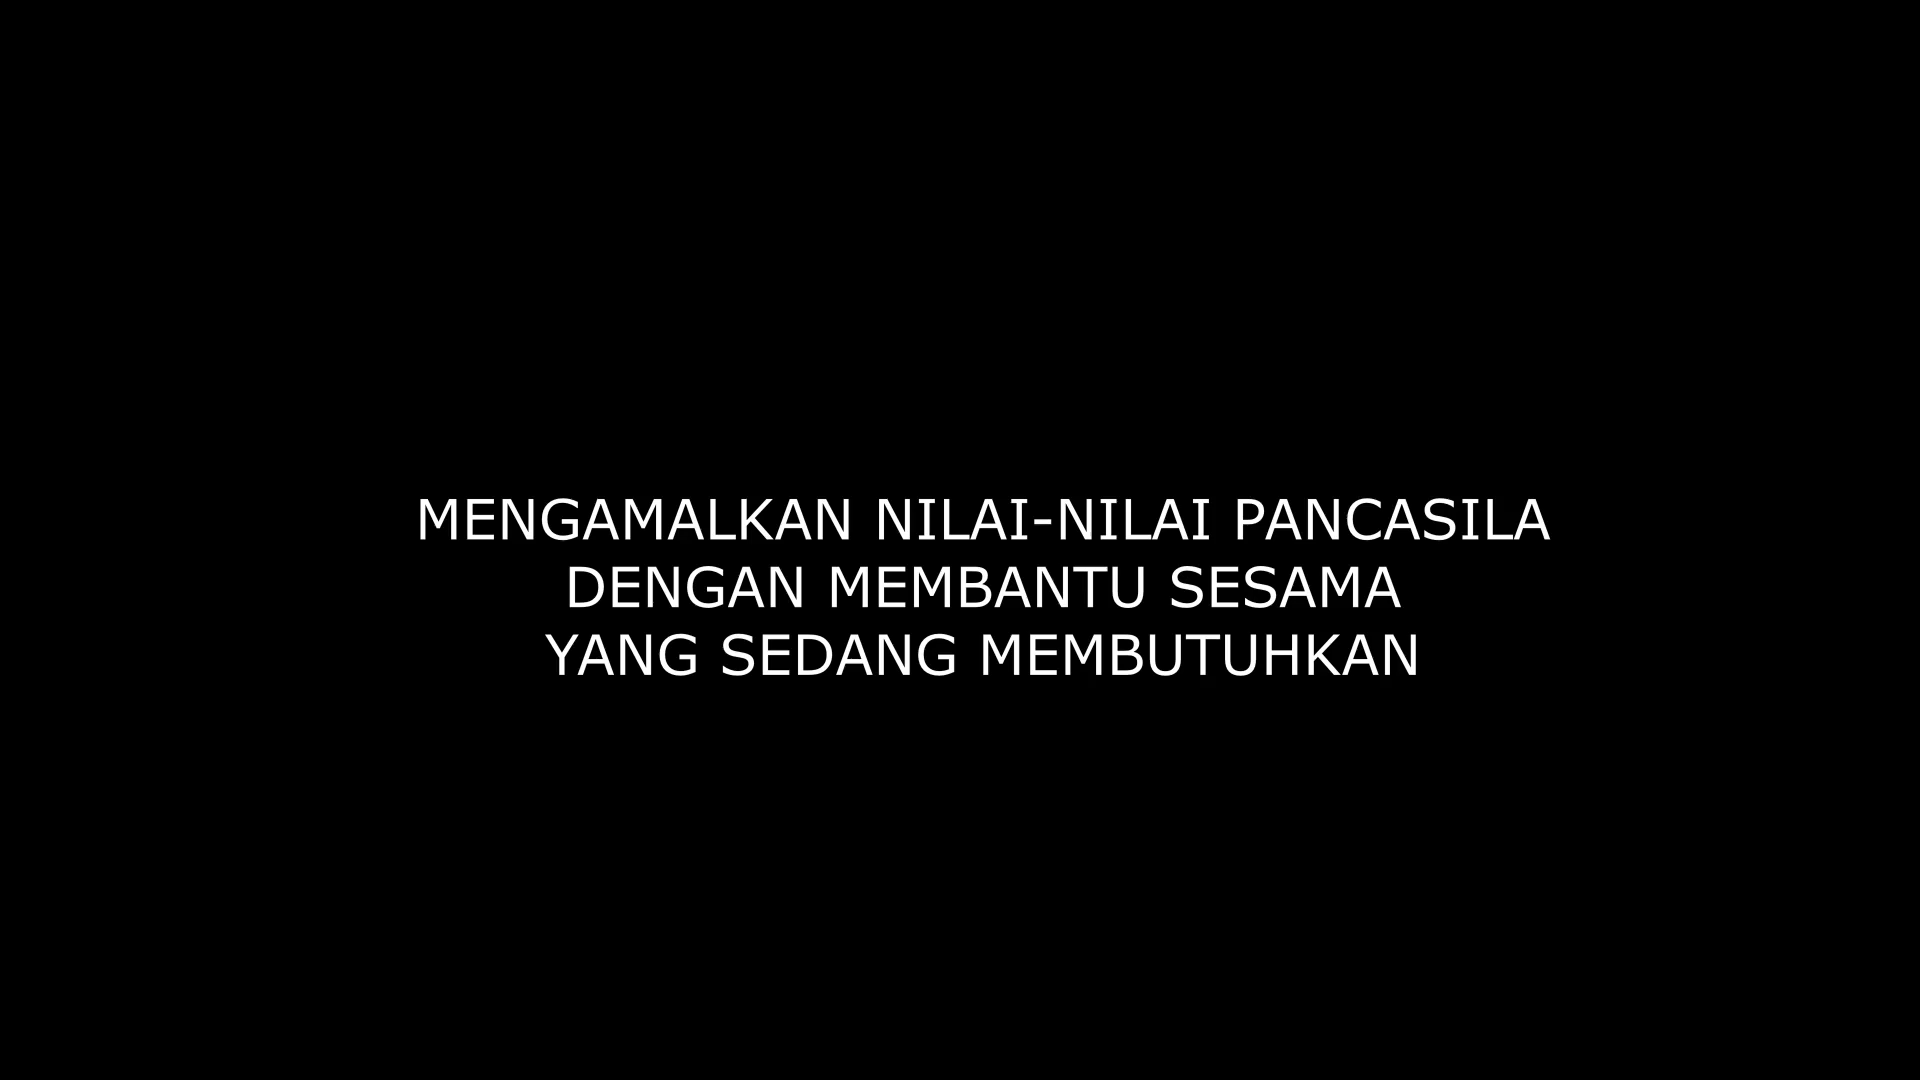 MENGAMALKAN NILAI-NILAI PANCASILA
DENGAN MEMBANTU SESAMA
YANG SEDANG MEMBUTUHKAN